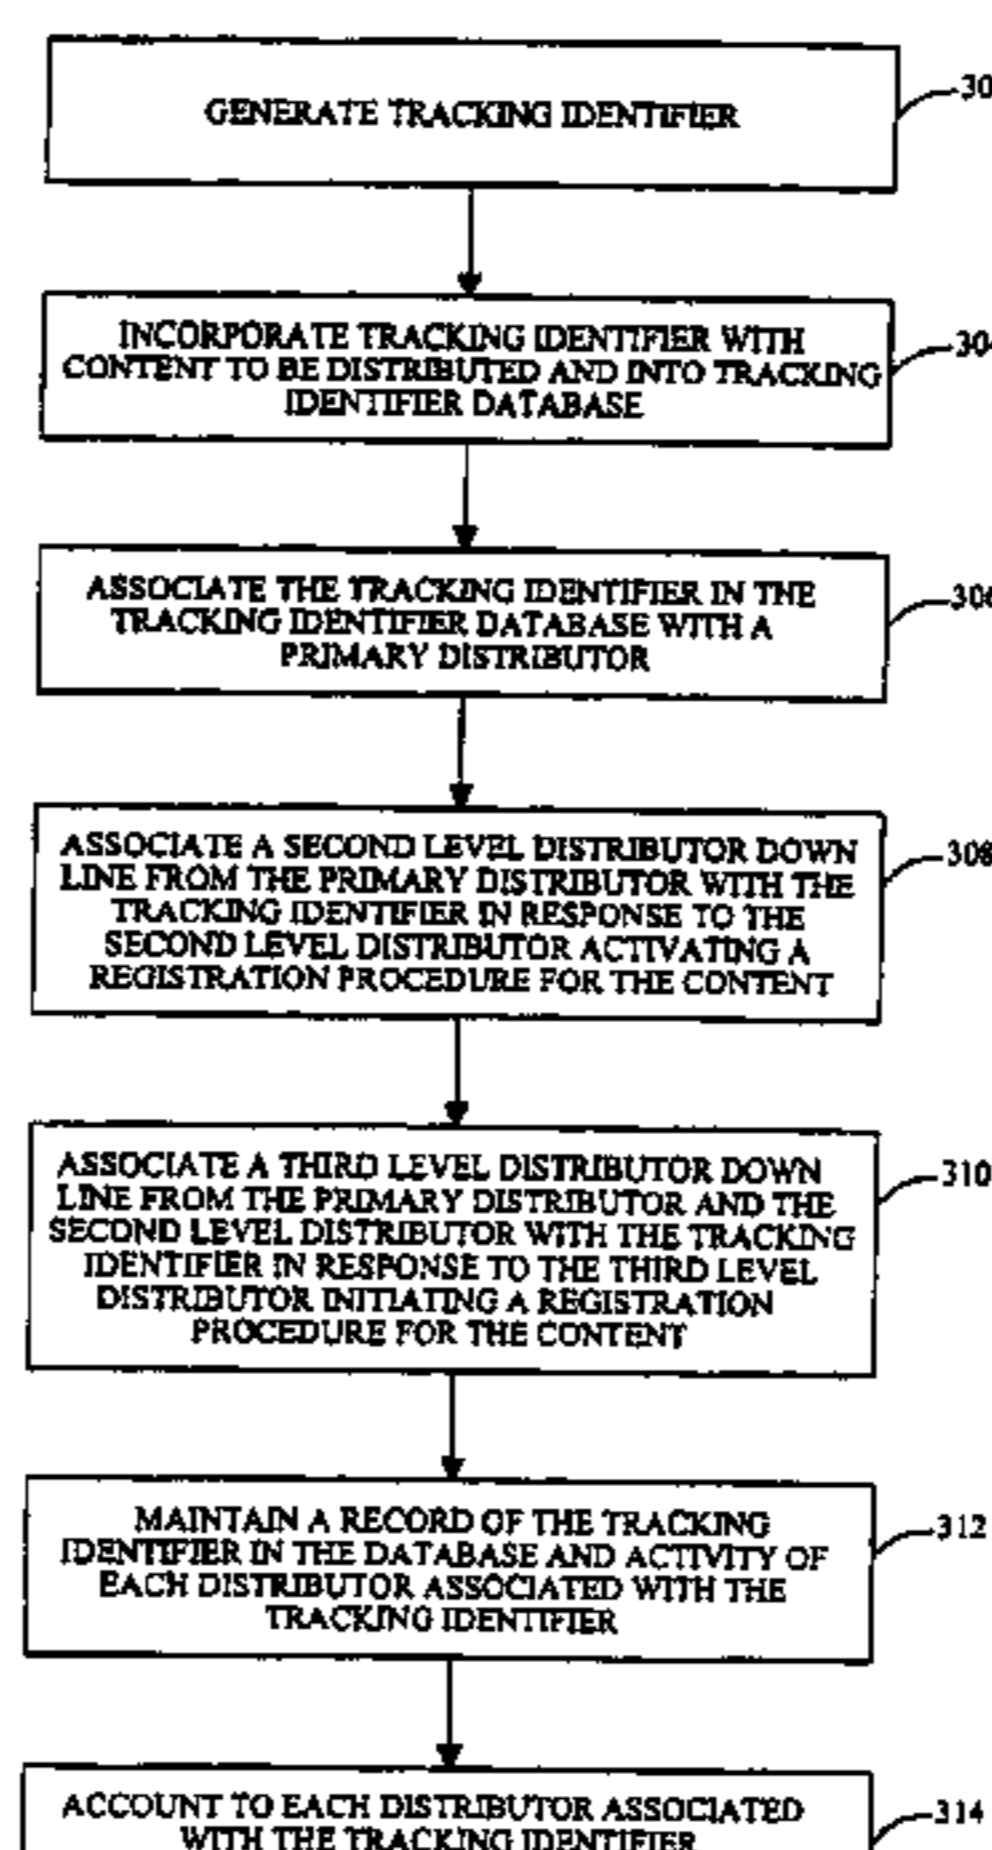 GENERATE TRACKING IDENTIFIER
30
INCORPORATE TRACKING IDENTIFIER WITH
CONTENT TO BE DISTRIBUTED AND INTO TRACKING
IDENTIFIER DATABASE
304
ASSOCIATE THE TRACKING IDENTIFIER IN THE
TRACKING IDENTIFIER DATABASE WITH A
PRIMARY DISTRIBUTOR
306
ASSOCIATE A SECOND LEVEL DISTRIBUTOR DOWN
LINE FROM THE PRIMARY DISTRIBUTOR WITH THE
TRACKING IDENTIFIER IN RESPONSE TO THE
SECOND LEVEL DISTRIBUTOR ACTIVATING A
REGISTRATION PROCEDURE FOR THE CONTENT
308
ASSOCIATE A THIRD LEVEL DISTRIBUTOR DOWN
LINE FROM THE PRIMARY DISTRIBUTOR AND THE
SECOND LEVEL DISTRIBUTOR WITH THE TRACKING
IDENTIFIER IN RESPONSE TO THE THIRD LEVEL
DISTRIBUTOR INITIATING A REGISTRATION
PROCEDURE FOR THE CONTENT
310
MAINTAIN A RECORD OF THE TRACKING
IDENTIFIER IN THE DATABASE AND ACTIVITY OF
EACH DISTRIBUTOR ASSOCIATED WITH THE
TRACKING IDENTIFIER
312
ACCOUNT TO EACH DISTRIBUTOR ASSOCIATED
WITH THE TRACKING IDENTIFIER
314